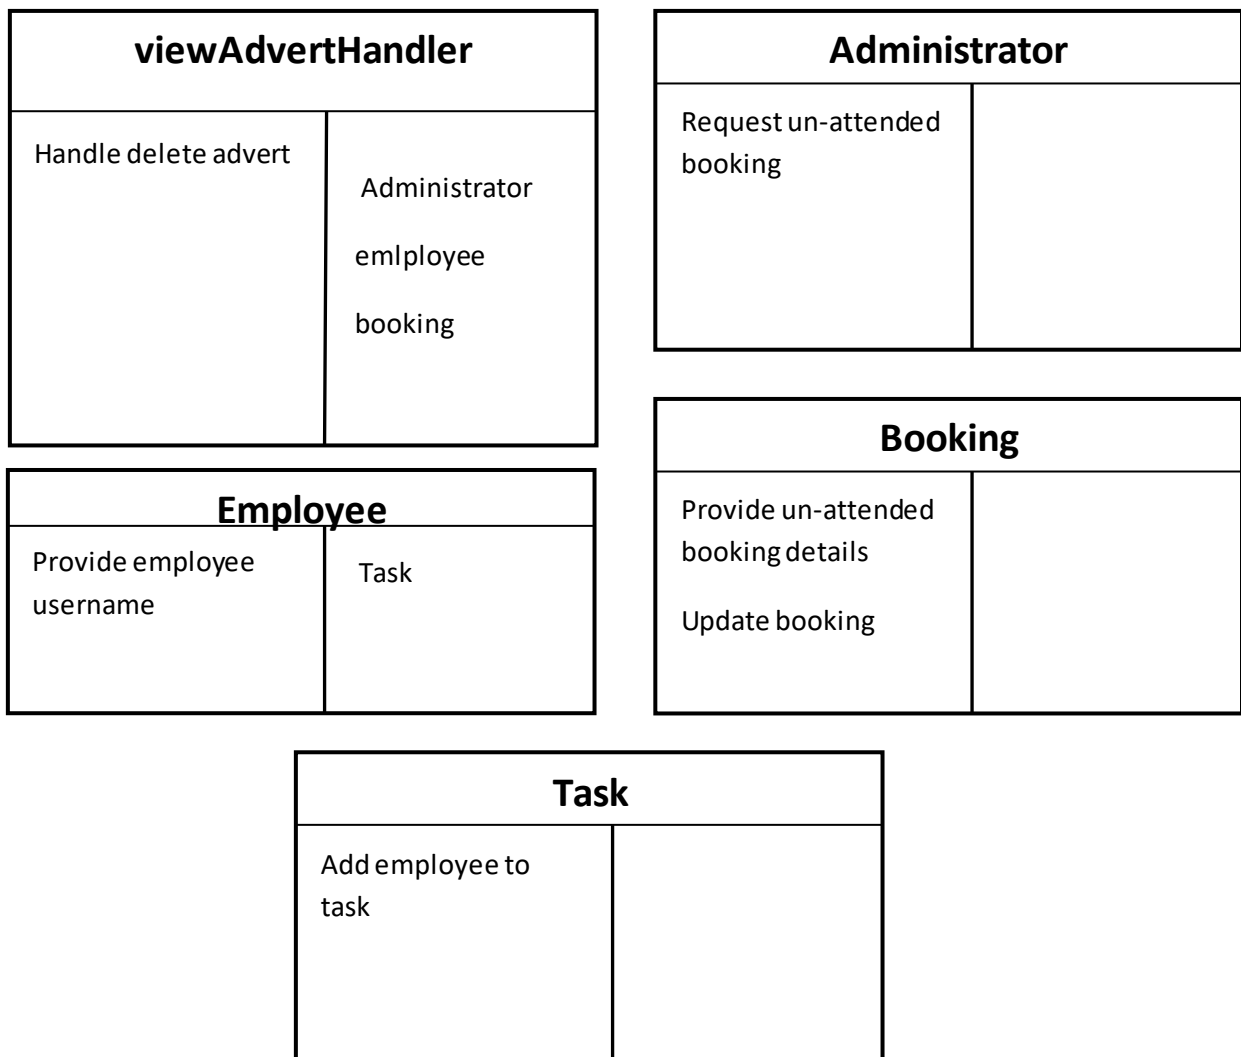 viewAdvertHandler
Handle delete advert
Administrator
emlployee
booking
Administrator
Request un-attended
booking
Employee
Provide employee
username
Task
Booking
Provide un-attended
booking details
Update booking
Task
Add employee to
task